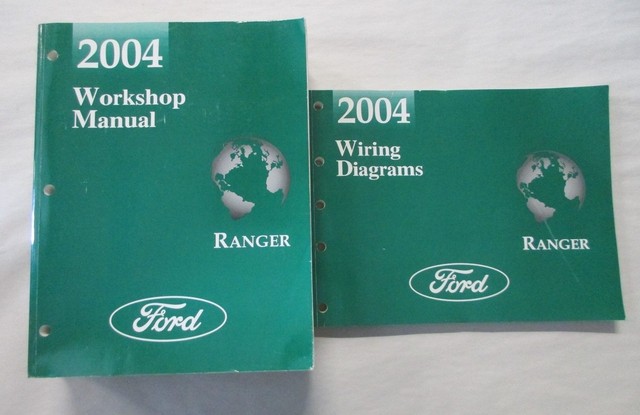 2004
Workshop
Manual
RANGER
Ford
2004
Wiring
Diagrams
RANGER
Ford